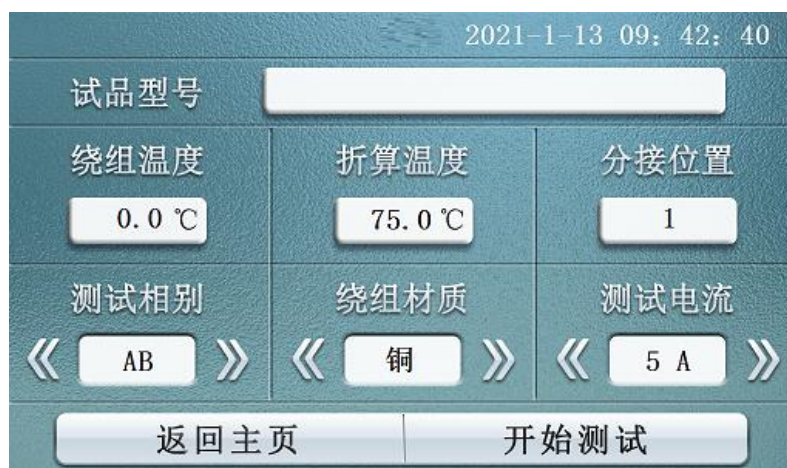 2021-1-13 09: 42: 40
试品型号
绕组温度 折算温度 分接位置
0.0 ℃ 75.0 ℃ 1
测试相别 绕组材质 测试电流
《 AB 》 《 铜 》 《 5 A 》
返回主页 开始测试